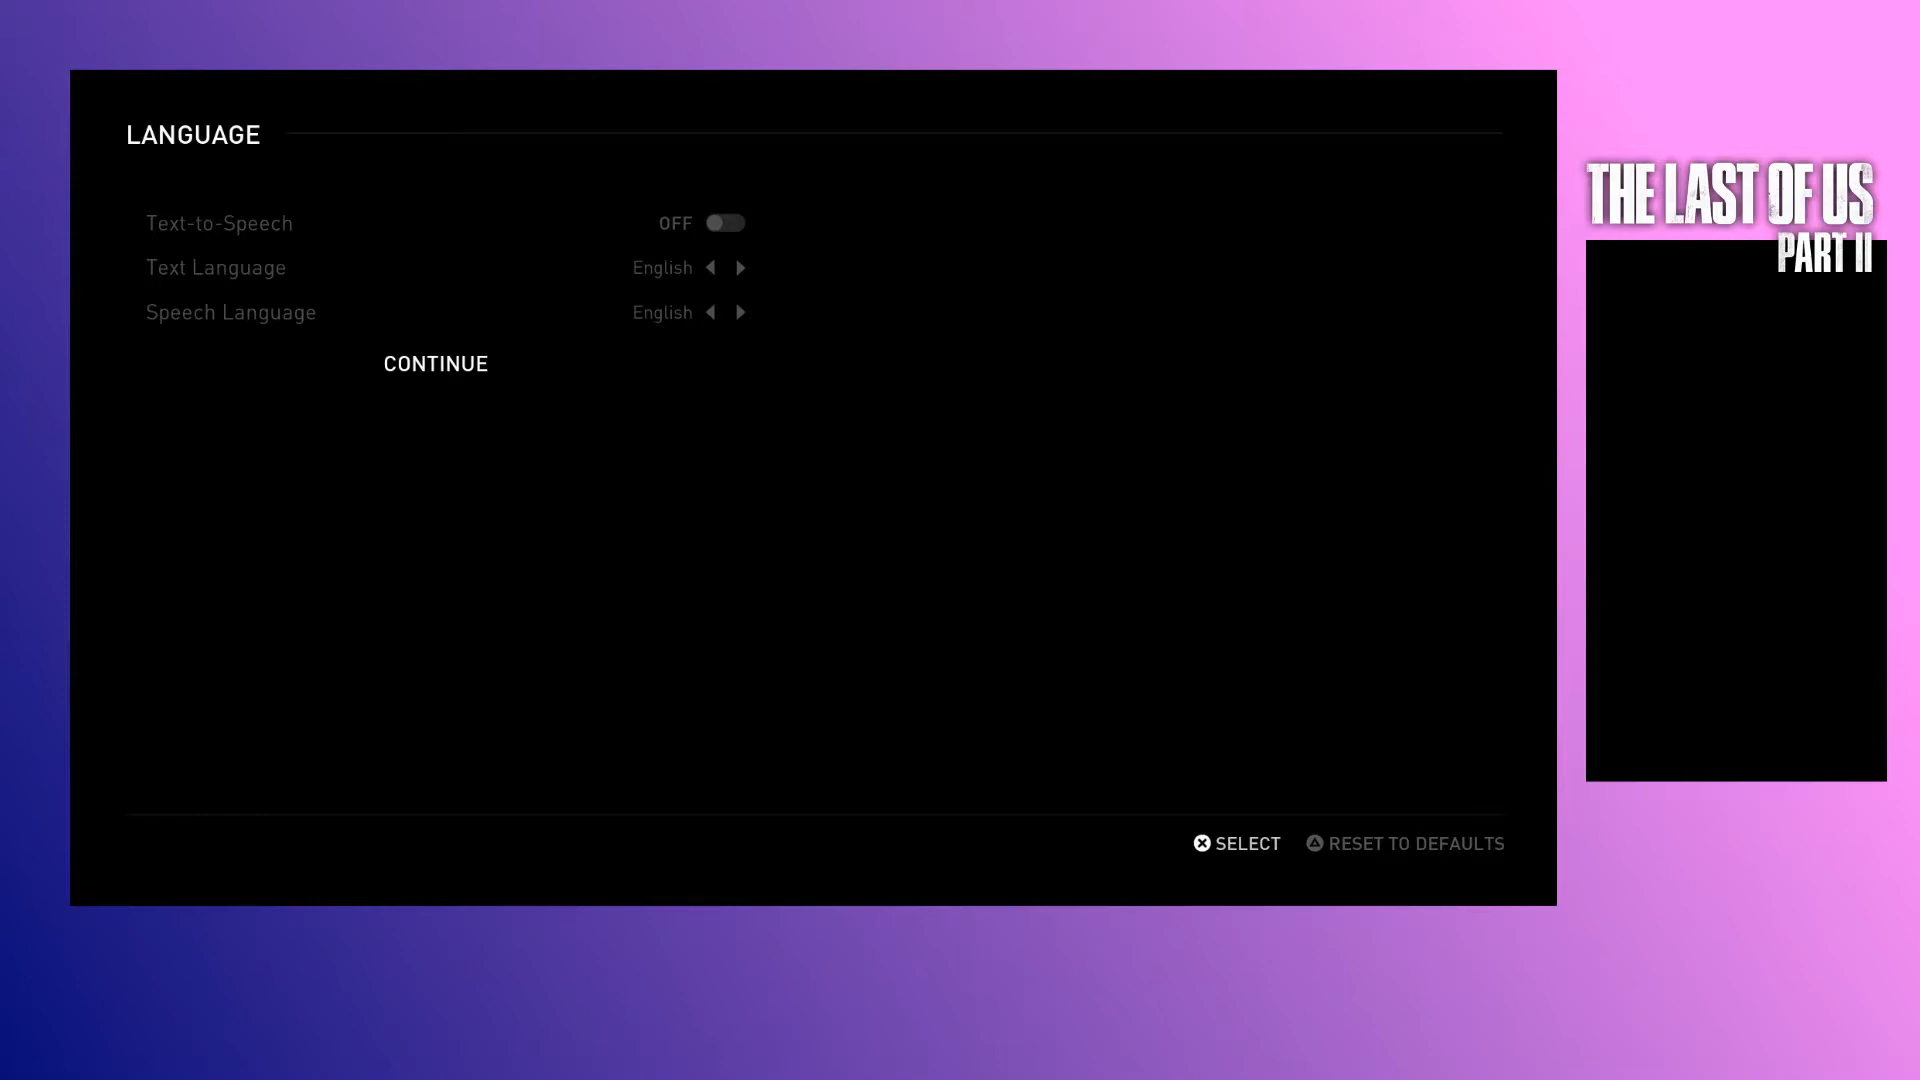 LANGUAGE
Text-to-Speech OFF
Text Language English
Speech Language English
CONTINUE
SELECT RESET TO DEFAULTS
THE LAST OF US
PART II